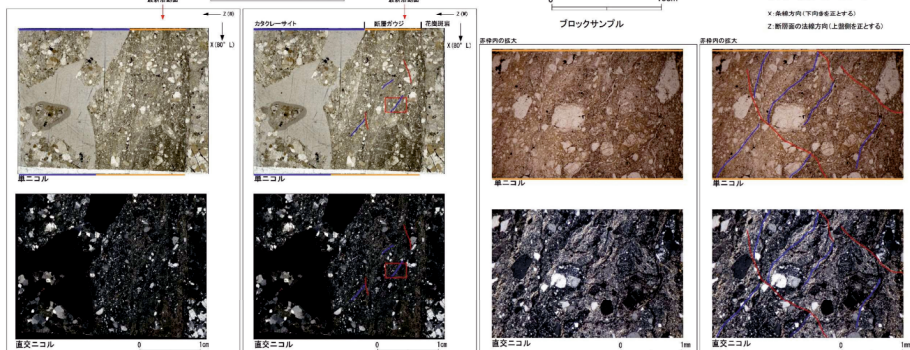 Z(W)
X(80°L)
カタクレーサイト
断層ガウジ
花崗斑岩
Z(W)
X(80°L)
単ニコル
単ニコル
直交ニコル
0
1cm
直交ニコル
0
1cm
ブロックサンプル
X:条線方向(下向きを正とする)
Z:断層面の法線方向(上盤側を正とする)
赤枠内の拡大
赤枠内の拡大
単ニコル
単ニコル
直交ニコル
0
1mm
直交ニコル
0
1mm